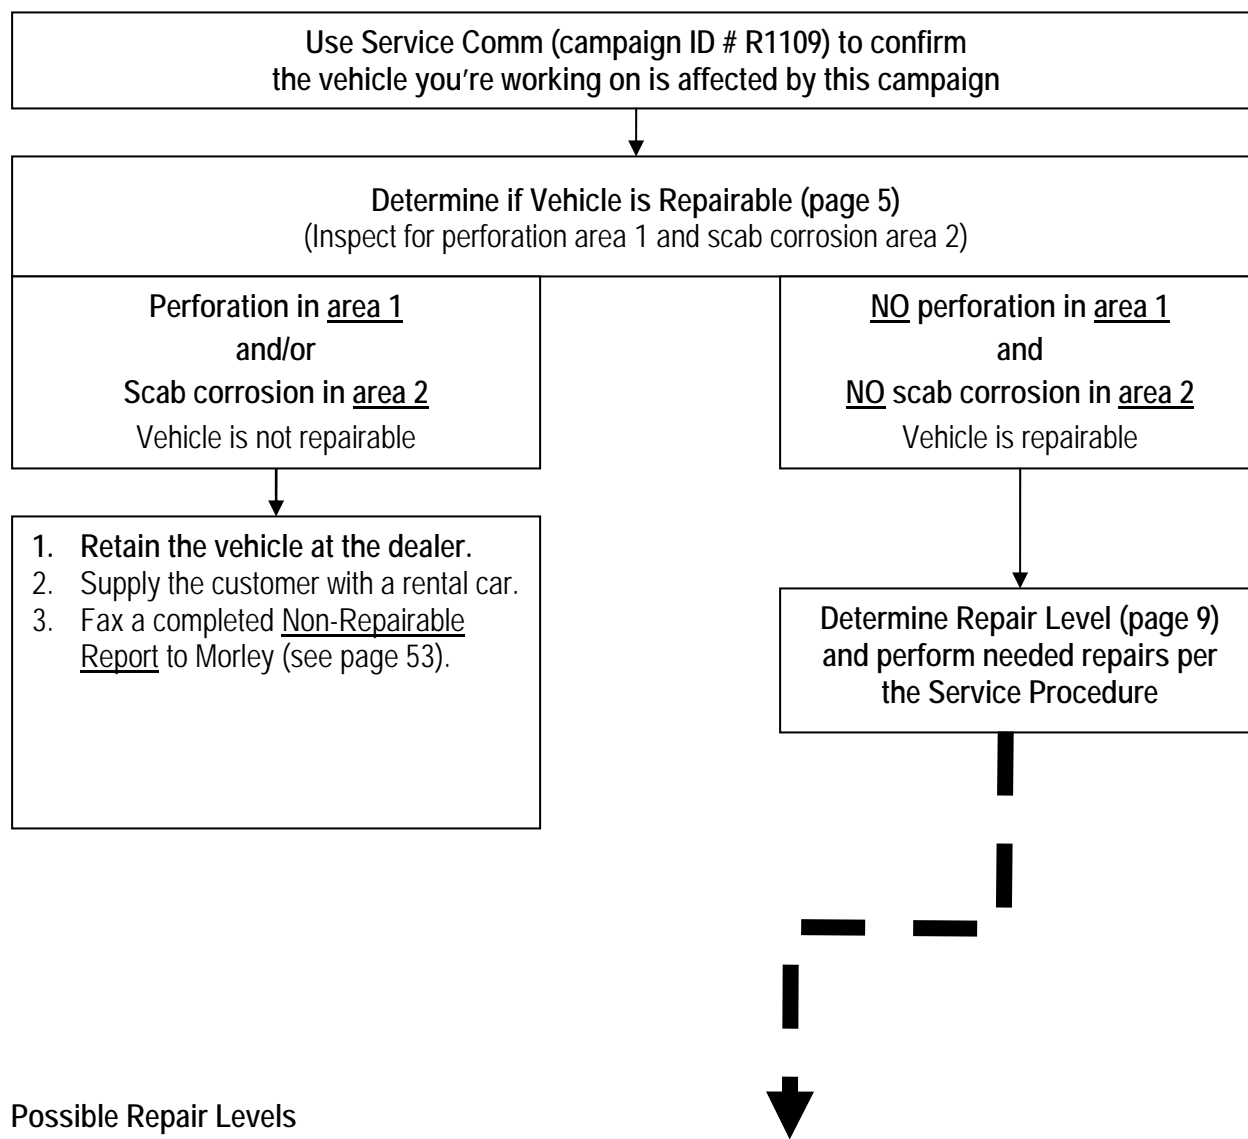 Use Service Comm (campaign ID # R1109) to confirm
the vehicle you're working on is affected by this campaign
Determine if Vehicle is Repairable (page 5)
(Inspect for perforation area 1 and scab corrosion area 2)
Perforation in area 1
and/or
Scab corrosion in area 2
Vehicle is not repairable
NO perforation in area 1
and
NO scab corrosion in area 2
Vehicle is repairable
1. Retain the vehicle at the dealer.
2. Supply the customer with a rental car.
3. Fax a completed Non-Repairable
Report to Morley (see page 53).
Determine Repair Level (page 9)
and perform needed repairs per
the Service Procedure
Possible Repair Levels